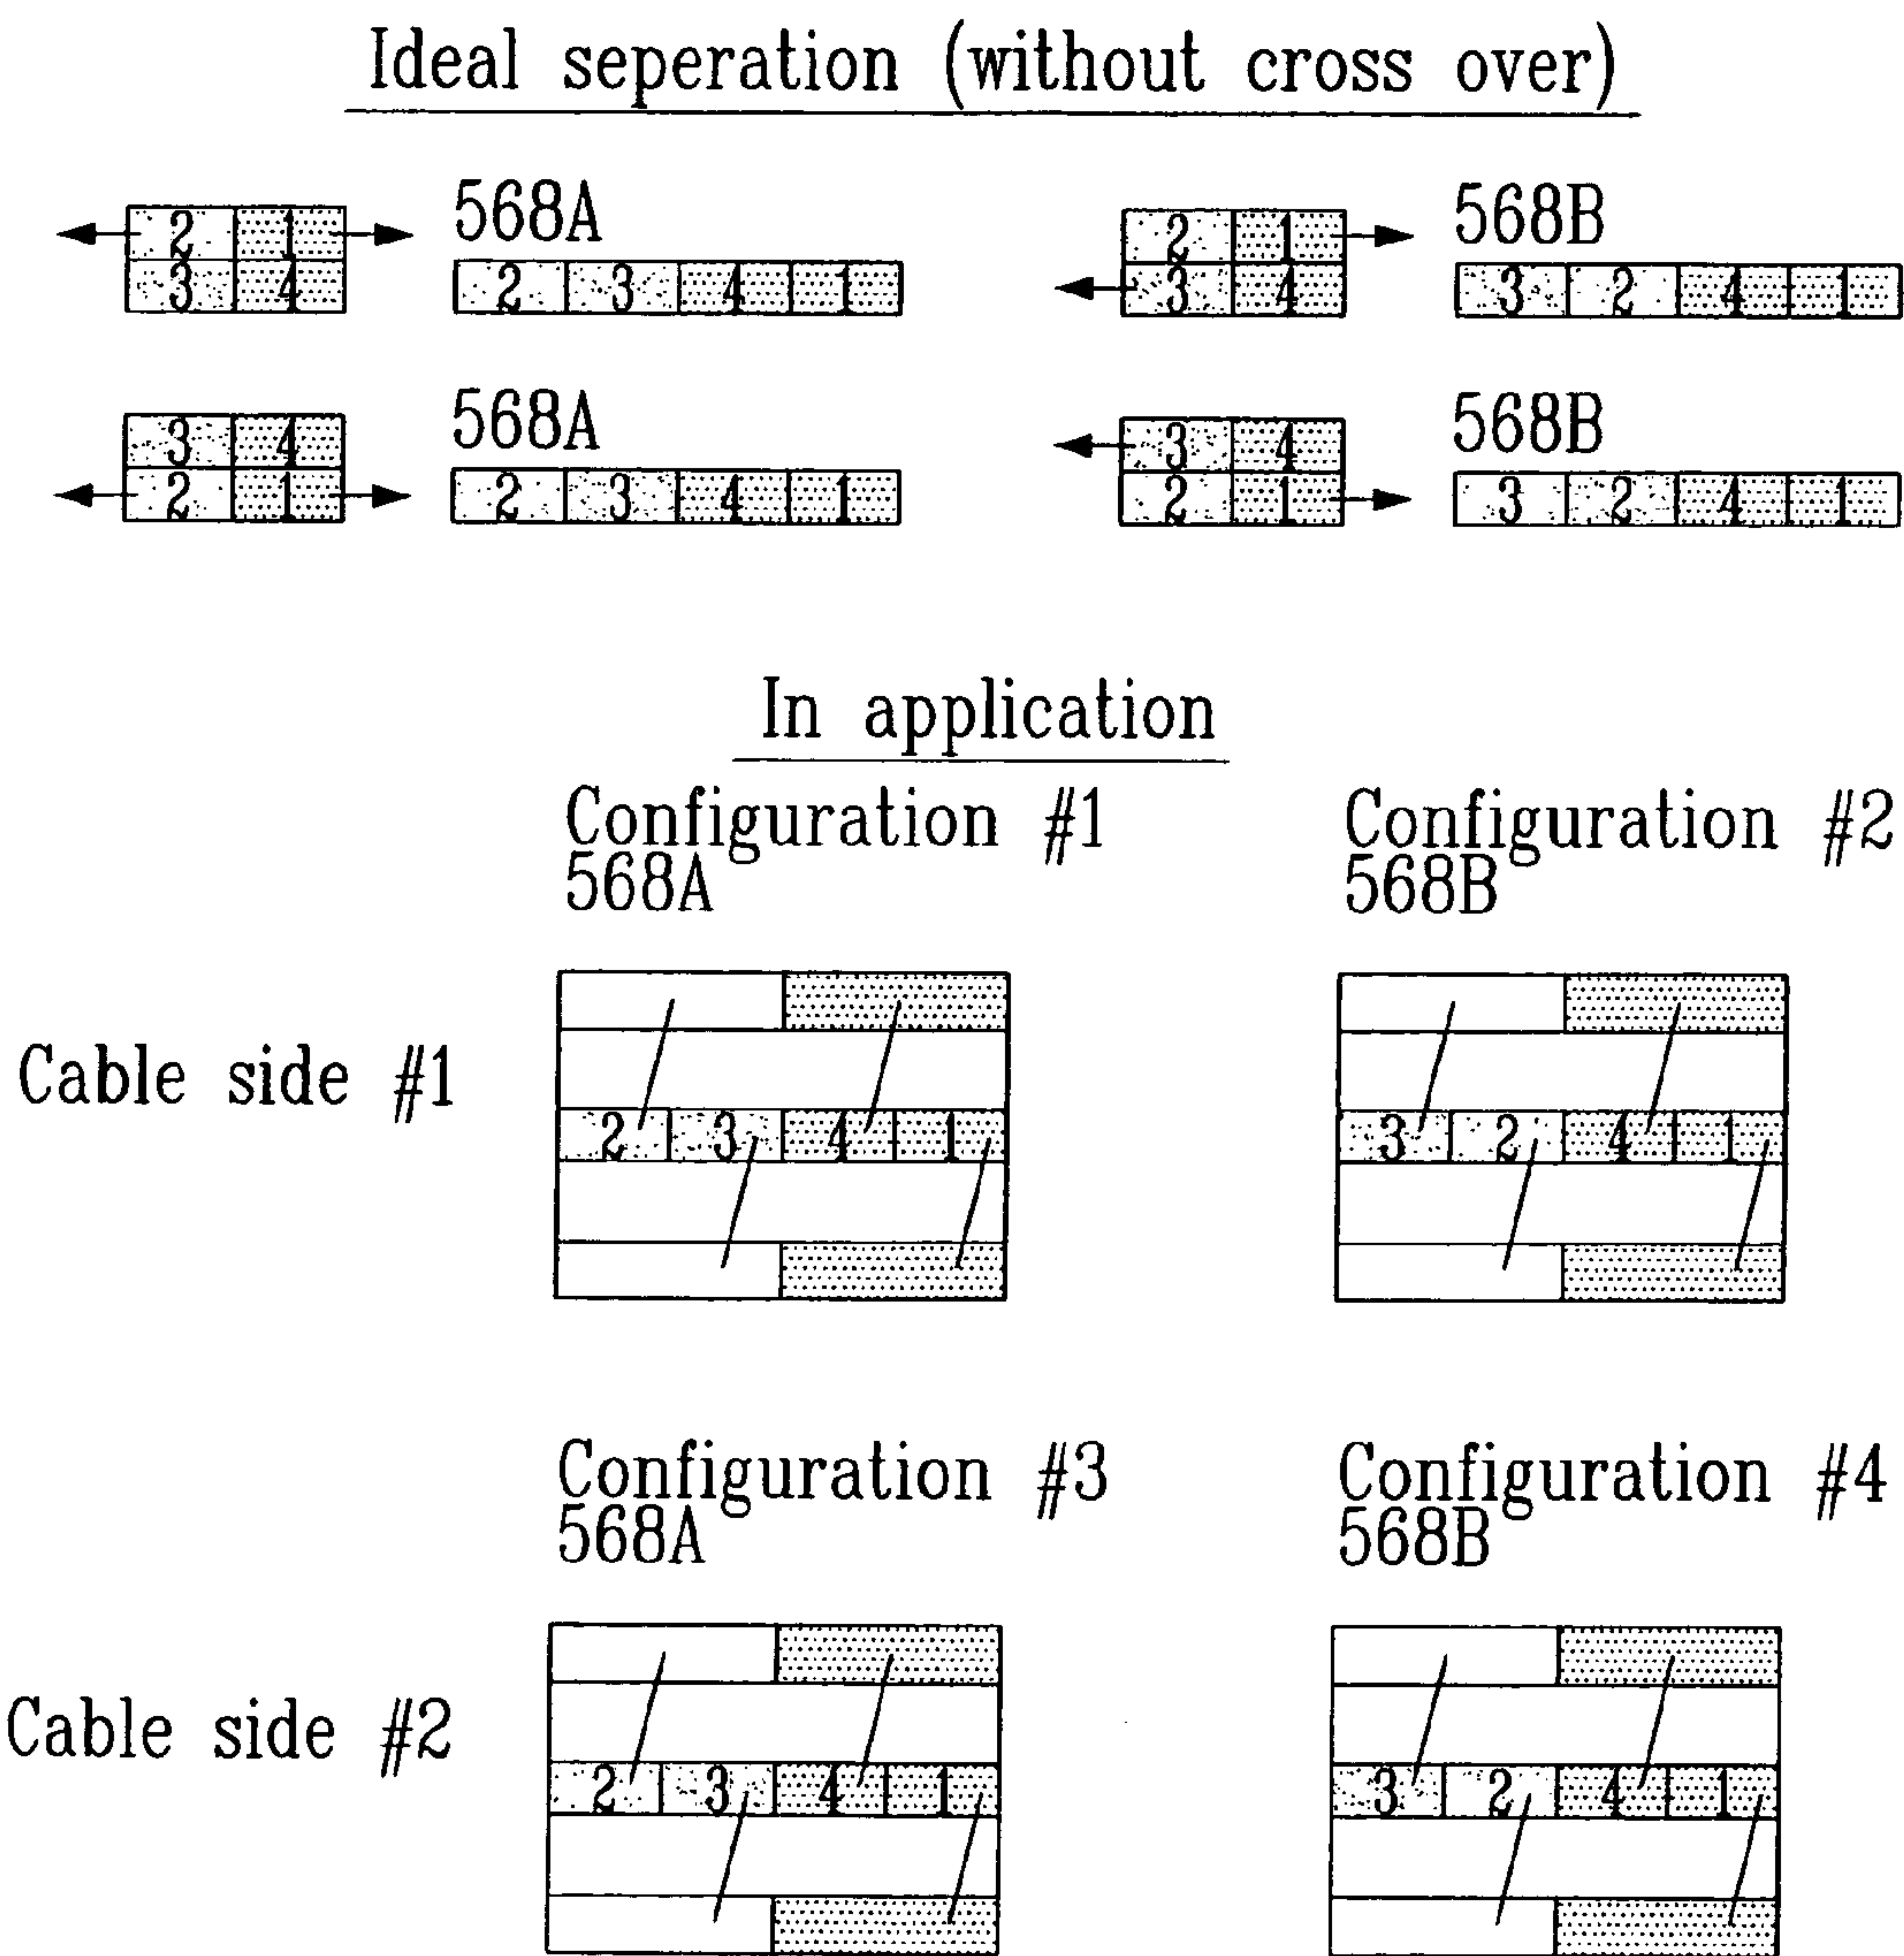 Ideal seperation (without cross over)
2 1
3 4
568A
2 3 4 1
2 1
3 4
568B
3 2 4 1
3 4
2 1
568A
2 3 4 1
3 4
2 1
568B
3 2 4 1
In application
Configuration #1
568A
Configuration #2
568B
Cable side #1
2 3 4 1
3 2 4 1
Configuration #3
568A
Configuration #4
568B
Cable side #2
2 3 4 1
3 2 4 1